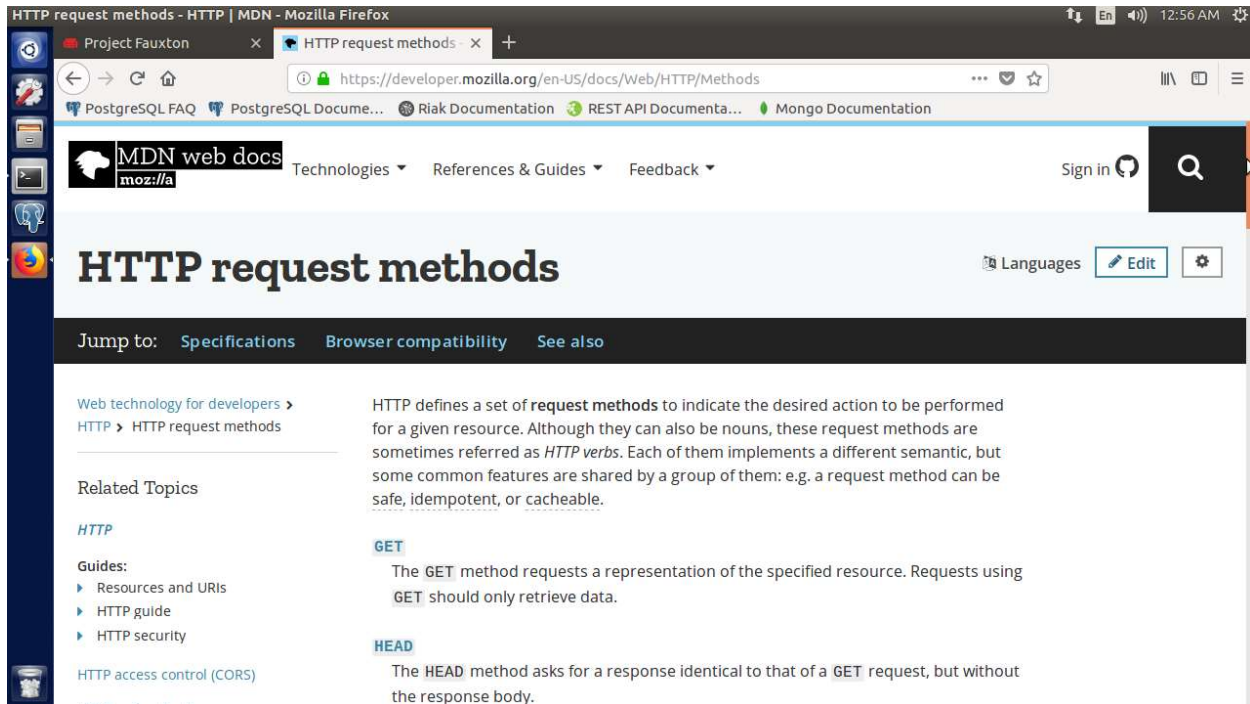 HTTP request methods - HTTP | MDN - Mozilla Firefox
En
12:56 AM
Project Fauxton
HTTP request methods -
https://developer.mozilla.org/en-US/docs/Web/HTTP/Methods
PostgreSQL FAQ PostgreSQL Docume... Riak Documentation REST API Documenta... Mongo Documentation
MDN web docs
moz://a
Technologies References & Guides Feedback
Sign in
HTTP request methods
Languages Edit
Jump to: Specifications Browser compatibility See also
Web technology for developers
HTTP > HTTP request methods
Related Topics
HTTP
Guides:
Resources and URIs
HTTP guide
HTTP security
HTTP access control (CORS)
HTTP defines a set of request methods to indicate the desired action to be performed
for a given resource. Although they can also be nouns, these request methods are
sometimes referred as HTTP verbs. Each of them implements a different semantic, but
some common features are shared by a group of them: e.g. a request method can be
safe, idempotent, or cacheable.
GET
The GET method requests a representation of the specified resource. Requests using
GET should only retrieve data.
HEAD
The HEAD method asks for a response identical to that of a GET request, but without
the response body.